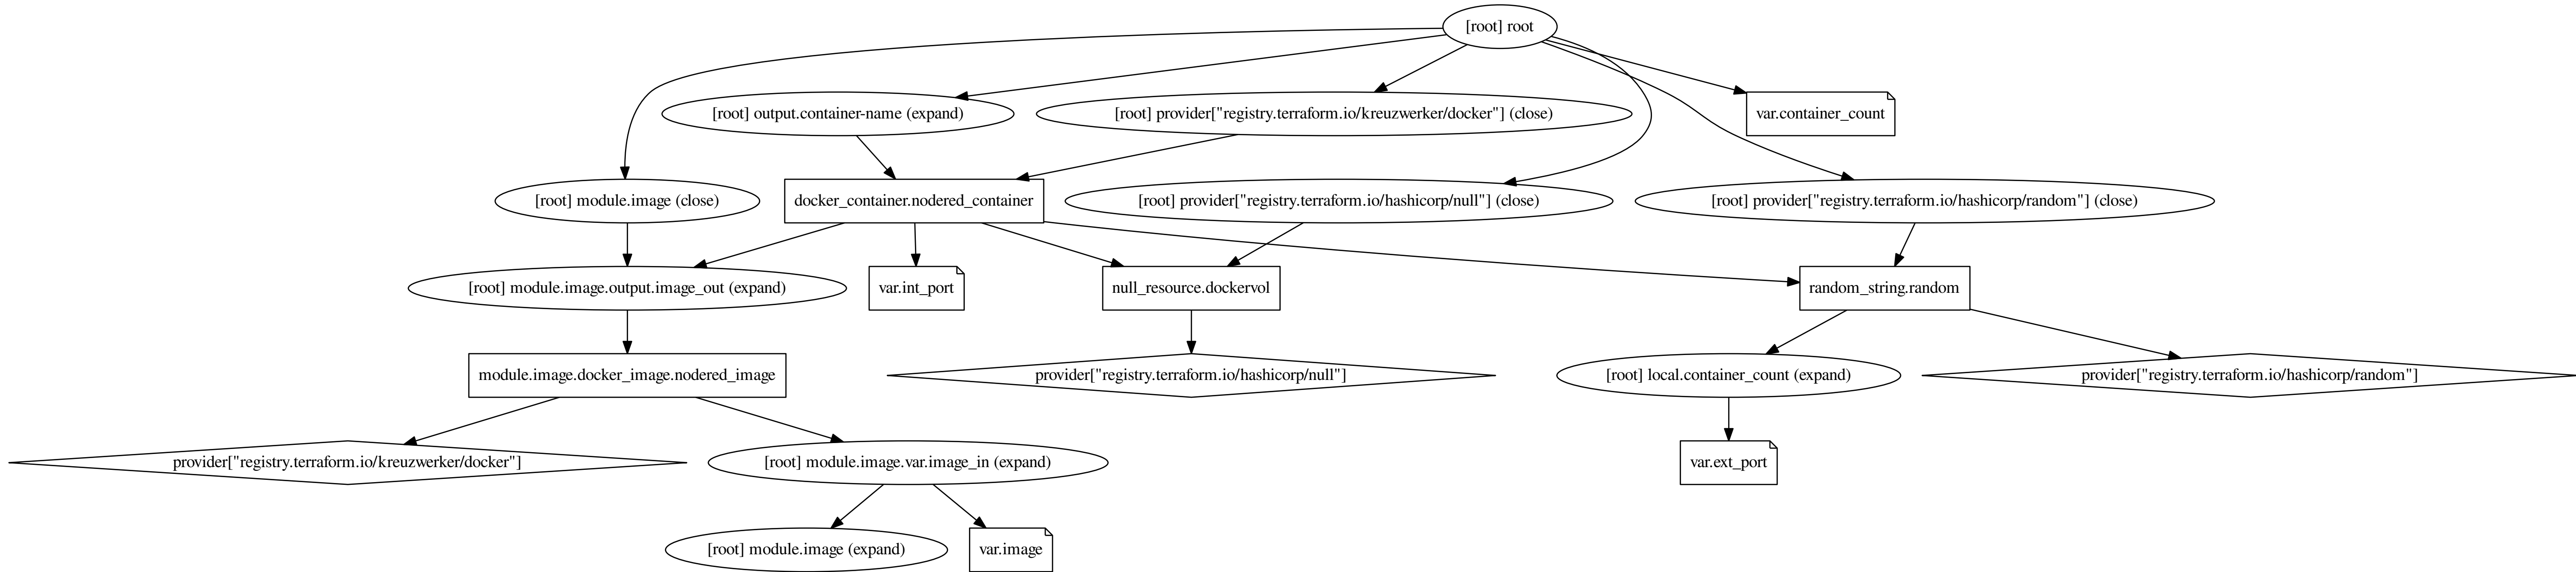 [root] root
[root] output.container-name (expand)
[root] provider["registry.terraform.io/kreuzwerker/docker"] (close)
var.container_count
[root] module.image (close)
docker_container.nodered_container
[root] provider["registry.terraform.io/hashicorp/null"] (close)
[root] provider["registry.terraform.io/hashicorp/random"] (close)
[root] module.image.output.image_out (expand)
var.int_port
null_resource.dockervol
random_string.random
module.image.docker_image.nodered_image
provider["registry.terraform.io/hashicorp/null"]
[root] local.container_count (expand)
provider["registry.terraform.io/hashicorp/random"]
provider["registry.terraform.io/kreuzwerker/docker"]
[root] module.image.var.image_in (expand)
var.ext_port
[root] module.image (expand)
var.image